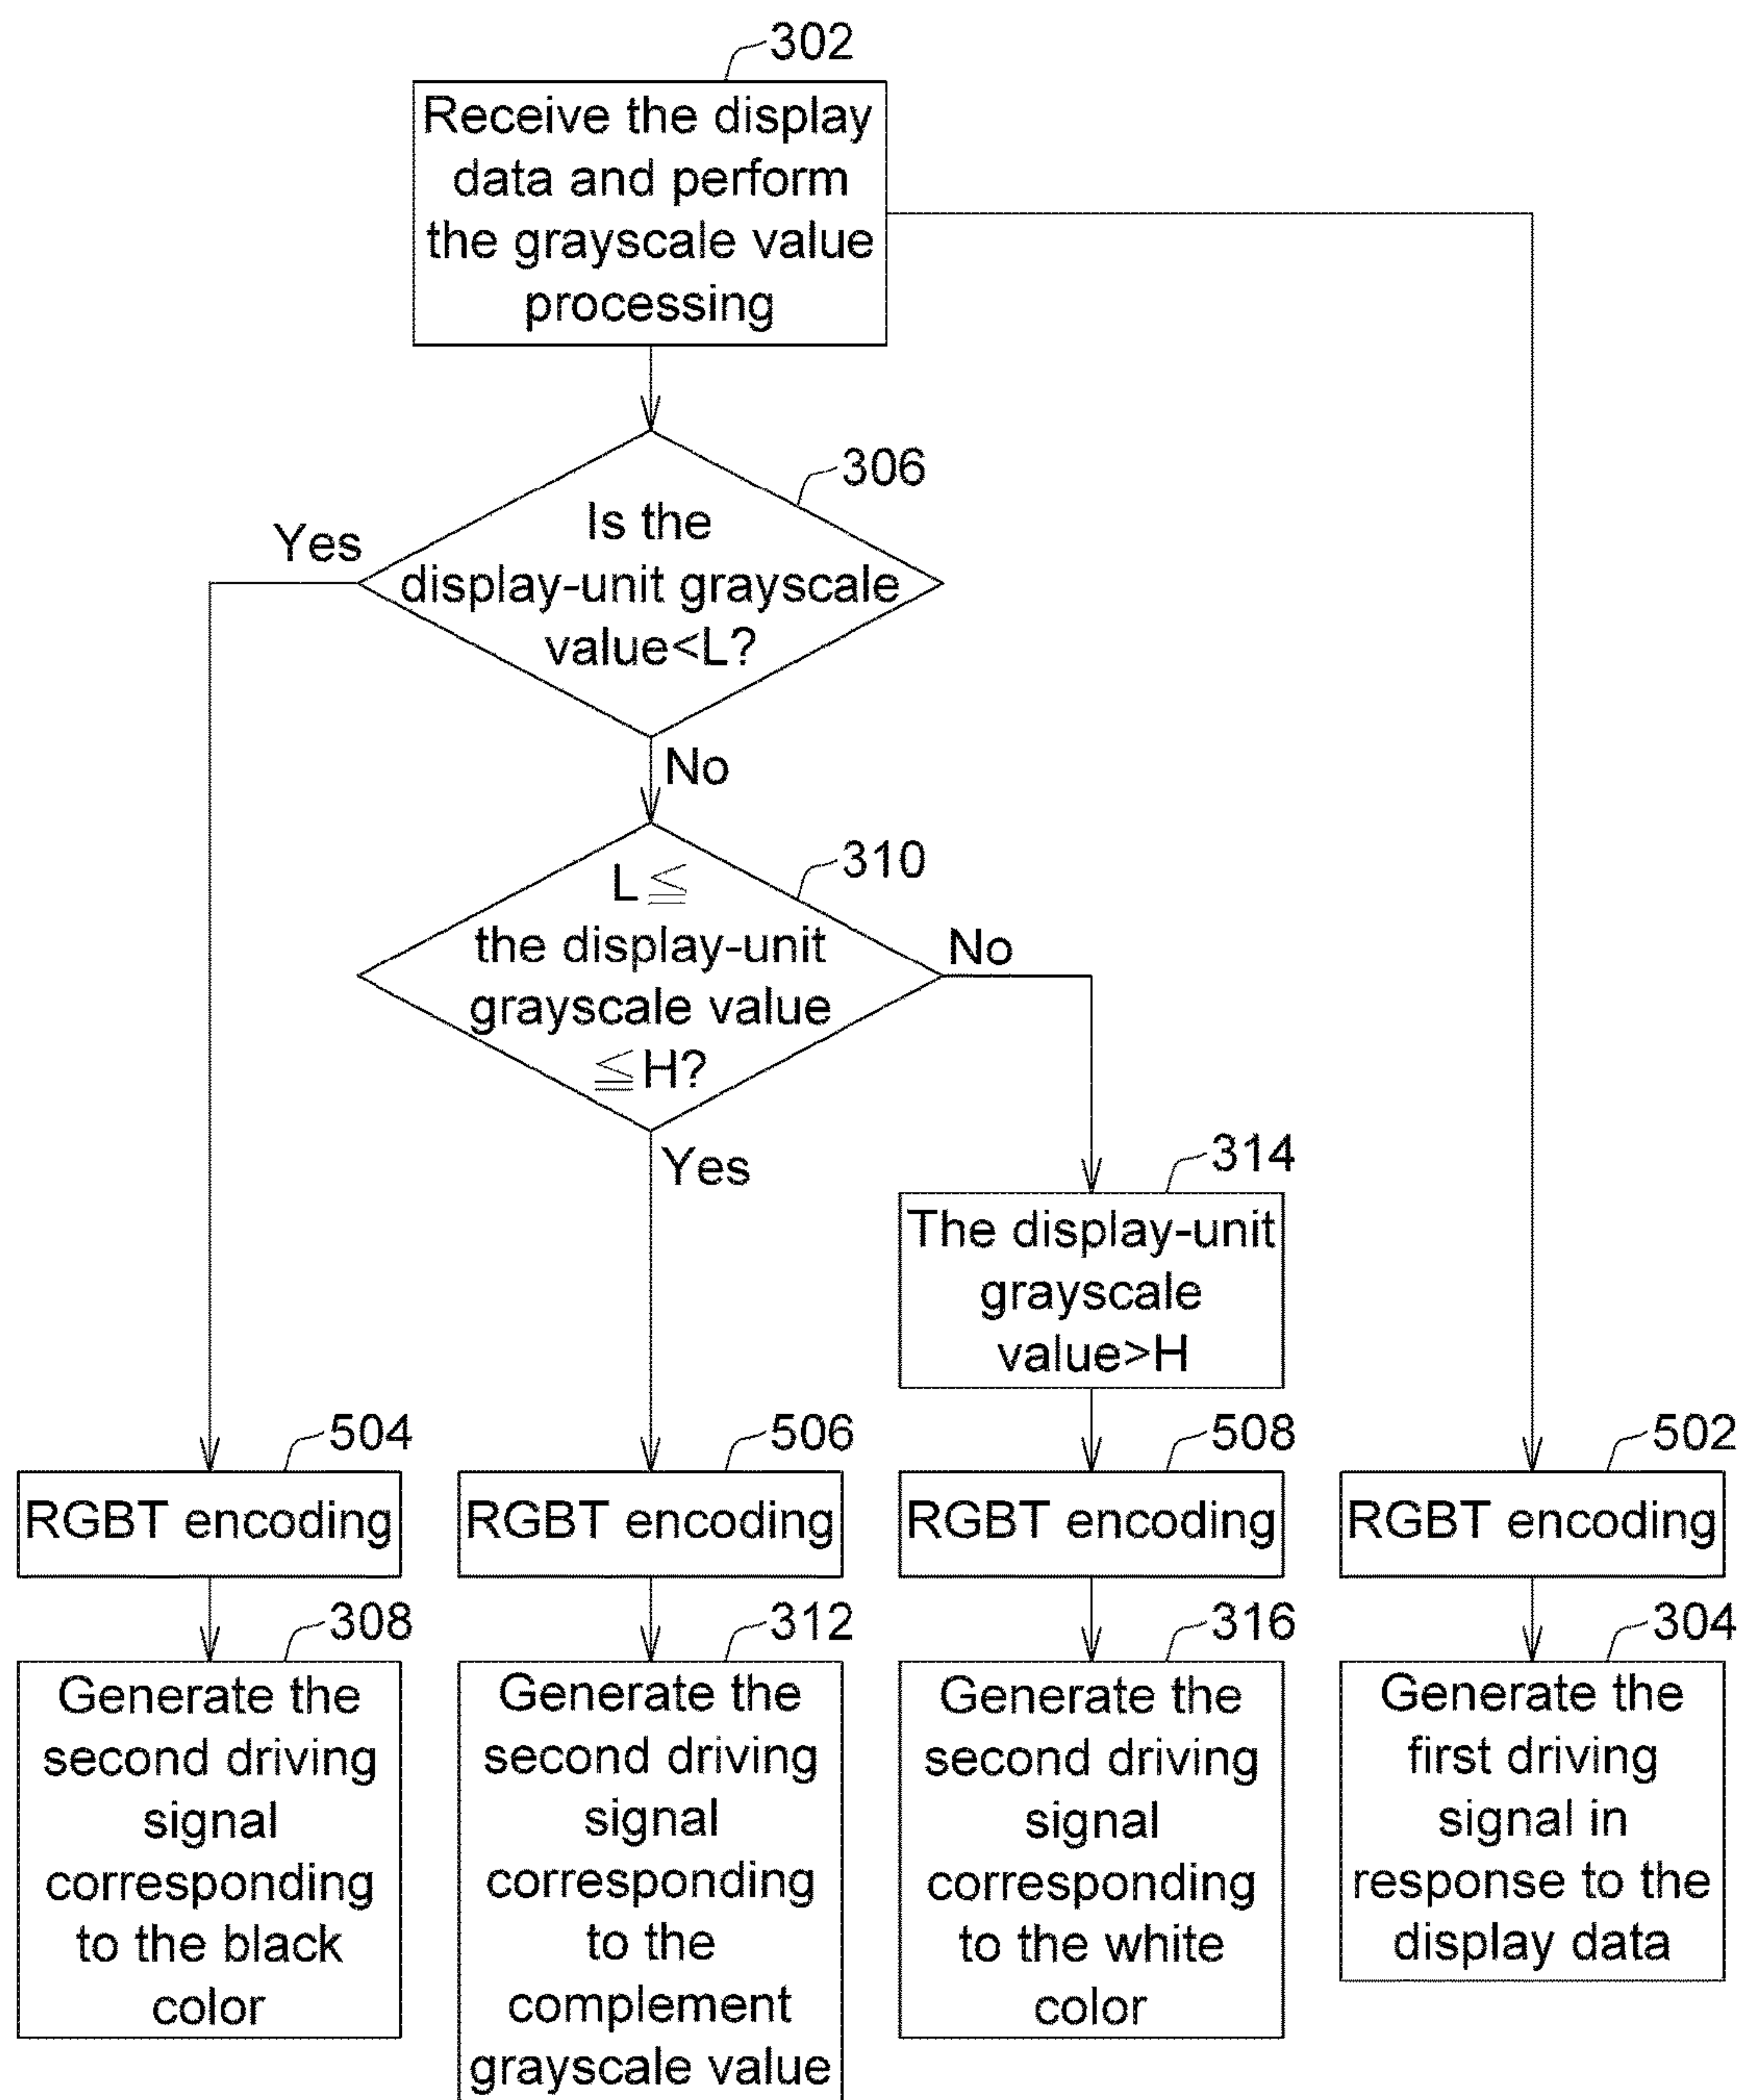 302
Receive the display
data and perform
the grayscale value
processing
306
Is the
display-unit grayscale
value<L?
Yes
No
310
L≦
the display-unit
grayscale value
≦H?
No
Yes
314
The display-unit
grayscale
value>H
504
RGBT encoding
506
RGBT encoding
508
RGBT encoding
502
RGBT encoding
308
Generate the
second driving
signal
corresponding
to the black
color
312
Generate the
second driving
signal
corresponding
to the
complement
grayscale value
316
Generate the
second driving
signal
corresponding
to the white
color
304
Generate the
first driving
signal in
response to the
display data